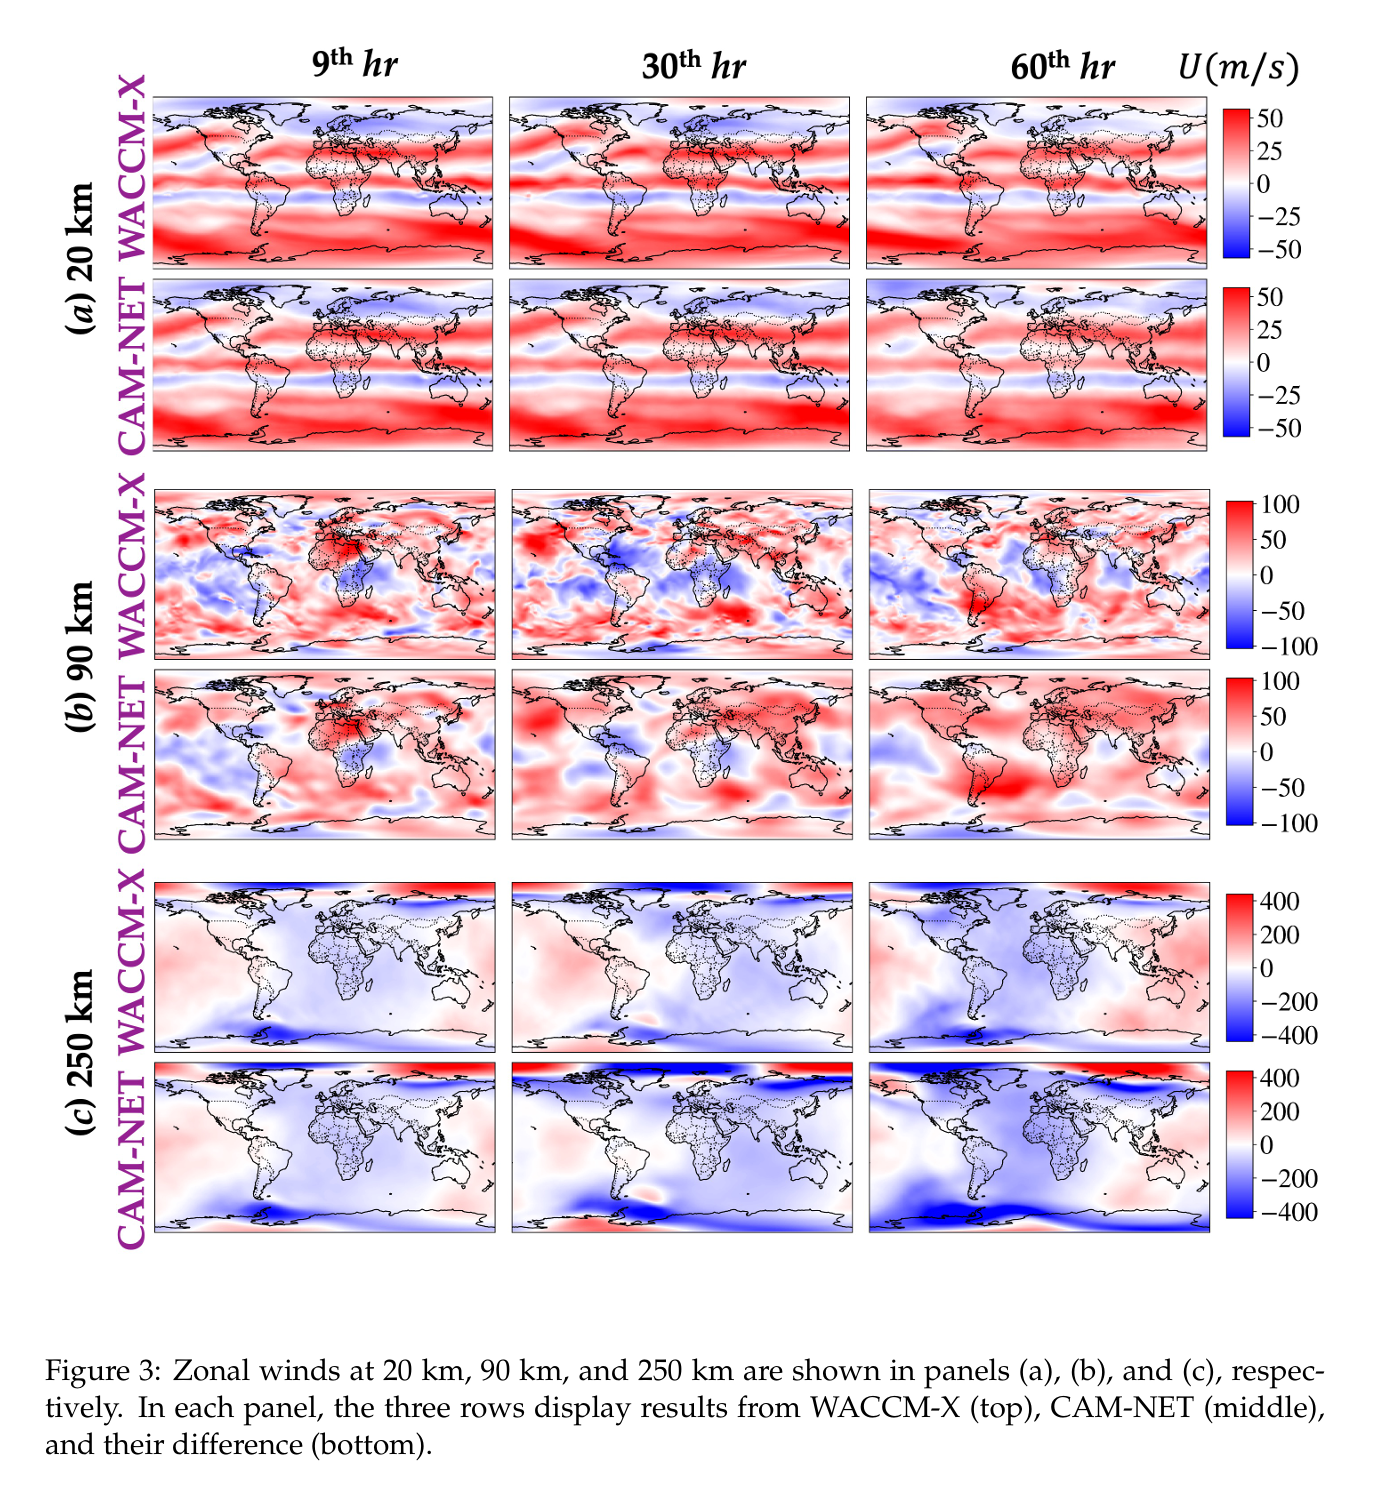 9th hr 30th hr 60th hr U(m/s)
(a) 20 km
WACCM-X
50
25
0
−25
−50
CAM-NET
50
25
0
−25
−50
(b) 90 km
WACCM-X
100
50
0
−50
−100
CAM-NET
100
50
0
−50
−100
(c) 250 km
WACCM-X
400
200
0
−200
−400
CAM-NET
400
200
0
−200
−400
Figure 3: Zonal winds at 20 km, 90 km, and 250 km are shown in panels (a), (b), and (c), respec-
tively. In each panel, the three rows display results from WACCM-X (top), CAM-NET (middle),
and their difference (bottom).